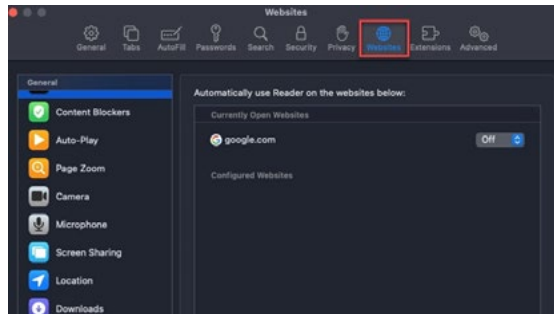 Websites
General Tabs AutoFill Passwords Search Security Privacy Websites Extensions Advanced
General
Automatically use Reader on the websites below:
Currently Open Websites
Content Blockers
google.com Off
Auto-Play
Page Zoom
Configured Websites
Camera
Microphone
Screen Sharing
Location
Downloads